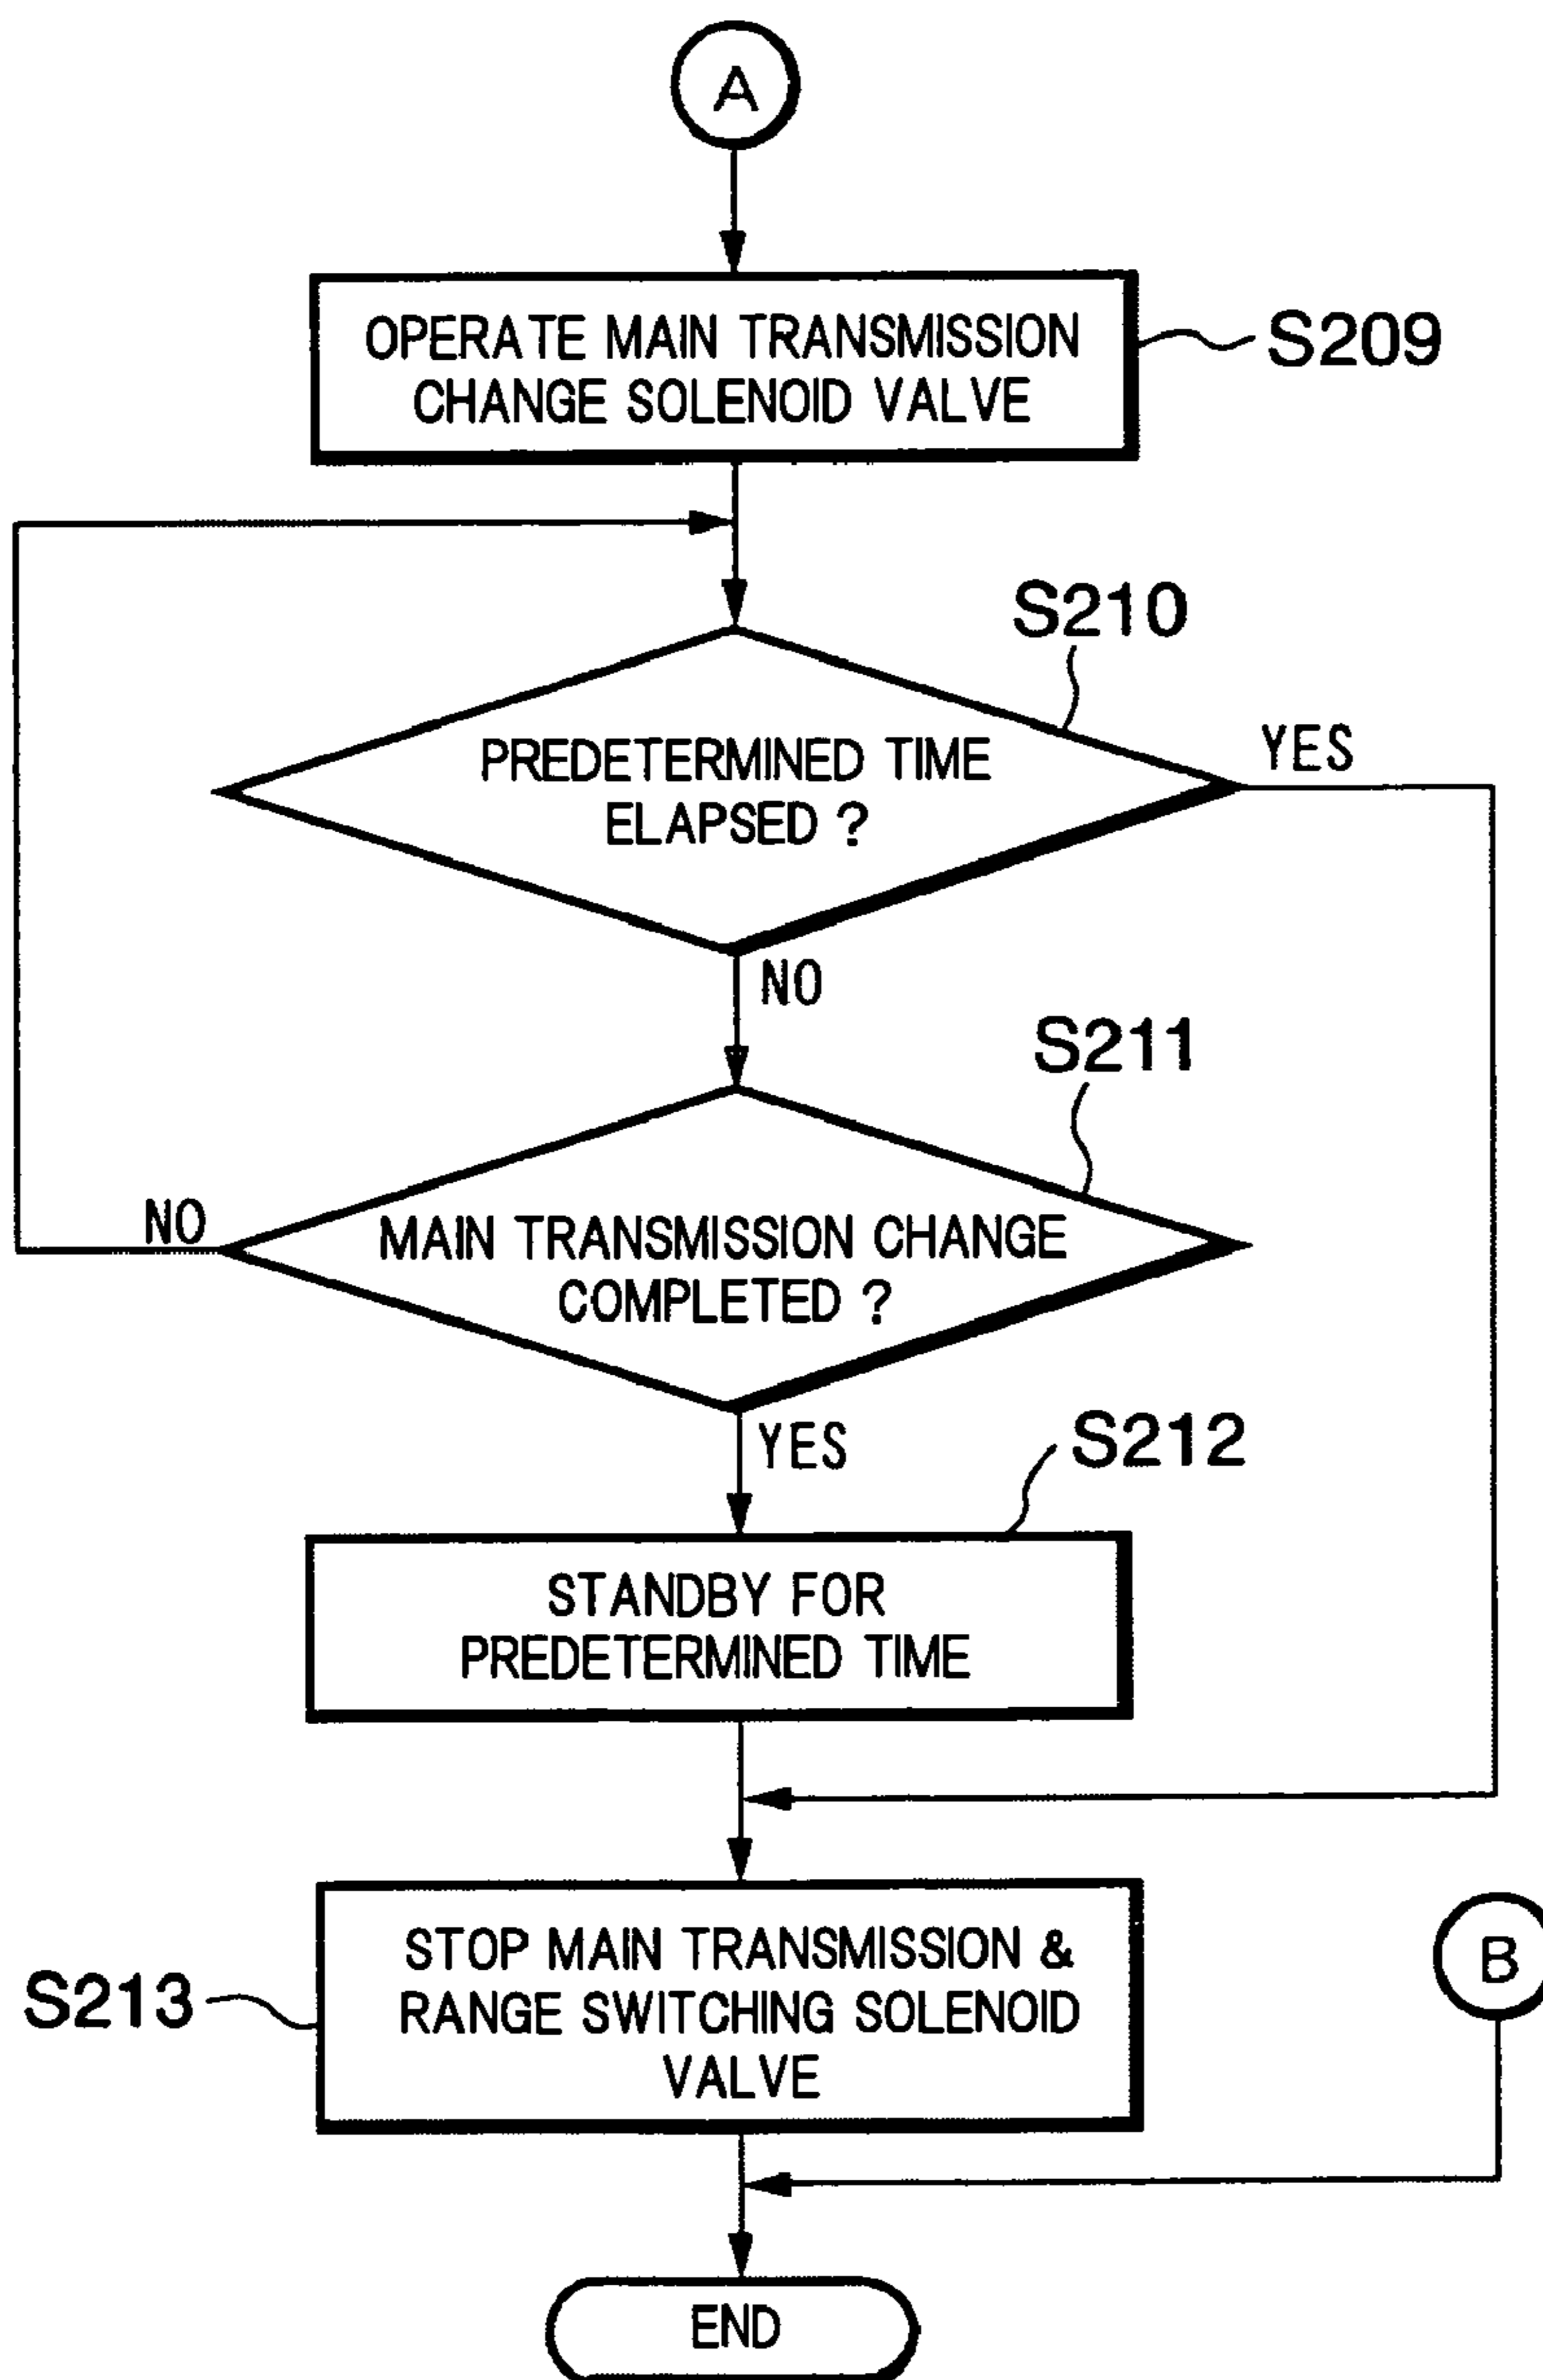 A
OPERATE MAIN TRANSMISSION
CHANGE SOLENOID VALVE
S209
S210
PREDETERMINED TIME
ELAPSED ?
YES
NO
S211
MAIN TRANSMISSION CHANGE
COMPLETED ?
NO
YES
S212
STANDBY FOR
PREDETERMINED TIME
STOP MAIN TRANSMISSION &
RANGE SWITCHING SOLENOID
VALVE
S213
B
END